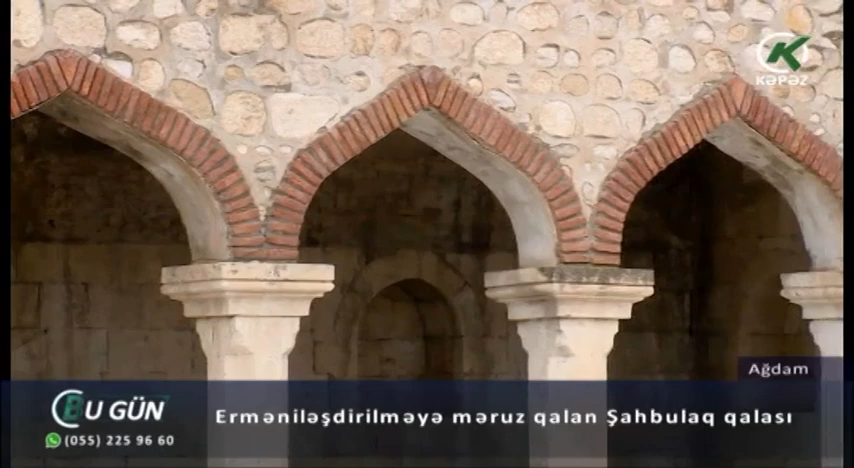 K
KƏPƏZ
Ağdam
BU GÜN
Erməniləşdirilməyə məruz qalan Şahbulaq qalası
(055) 225 96 60